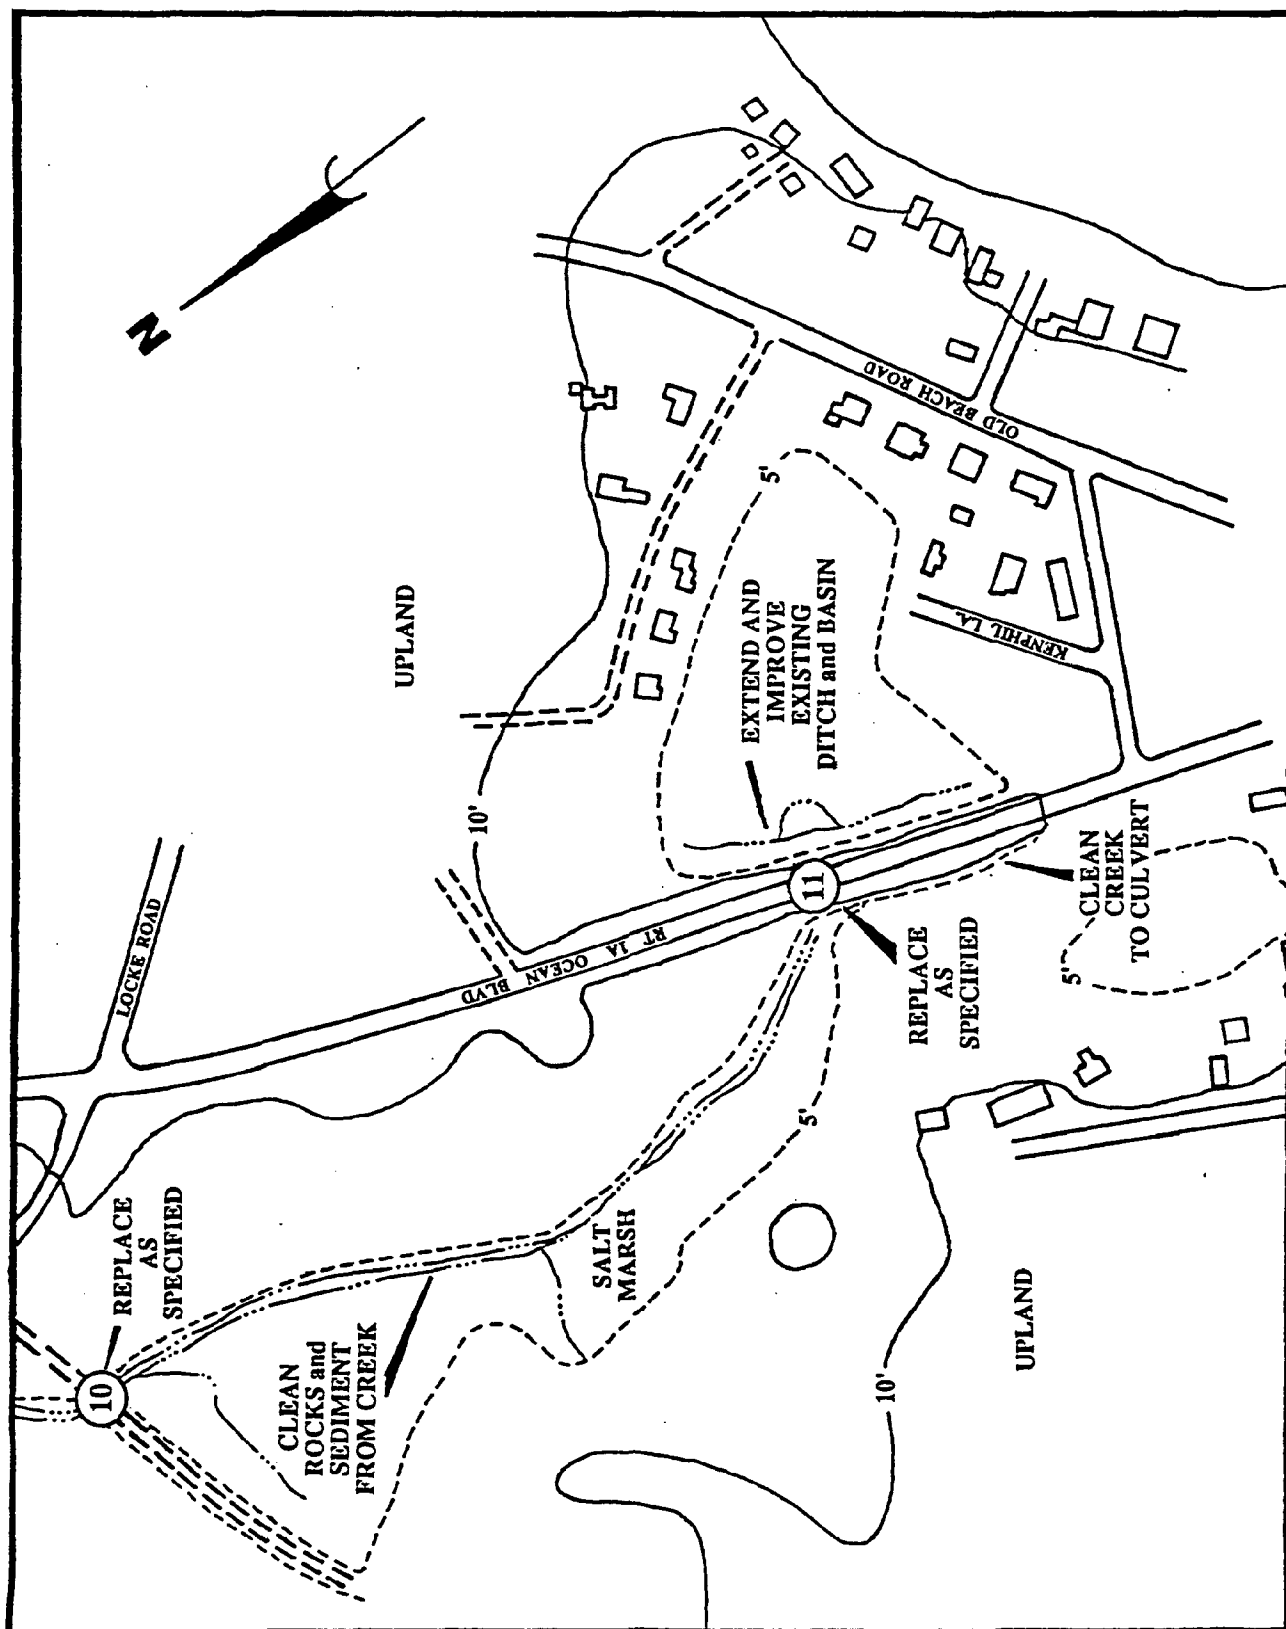 N
UPLAND
LOCKE ROAD
10'
RT 1A OCEAN BLVD
OLD BEACH ROAD
5'
KENPHIL LA.
EXTEND AND
IMPROVE
EXISTING
DITCH and BASIN
11
CLEAN
CREEK
TO CULVERT
REPLACE
AS
SPECIFIED
5'
5'
REPLACE
AS
SPECIFIED
10
CLEAN
ROCKS and
SEDIMENT
FROM CREEK
SALT
MARSH
10'
UPLAND